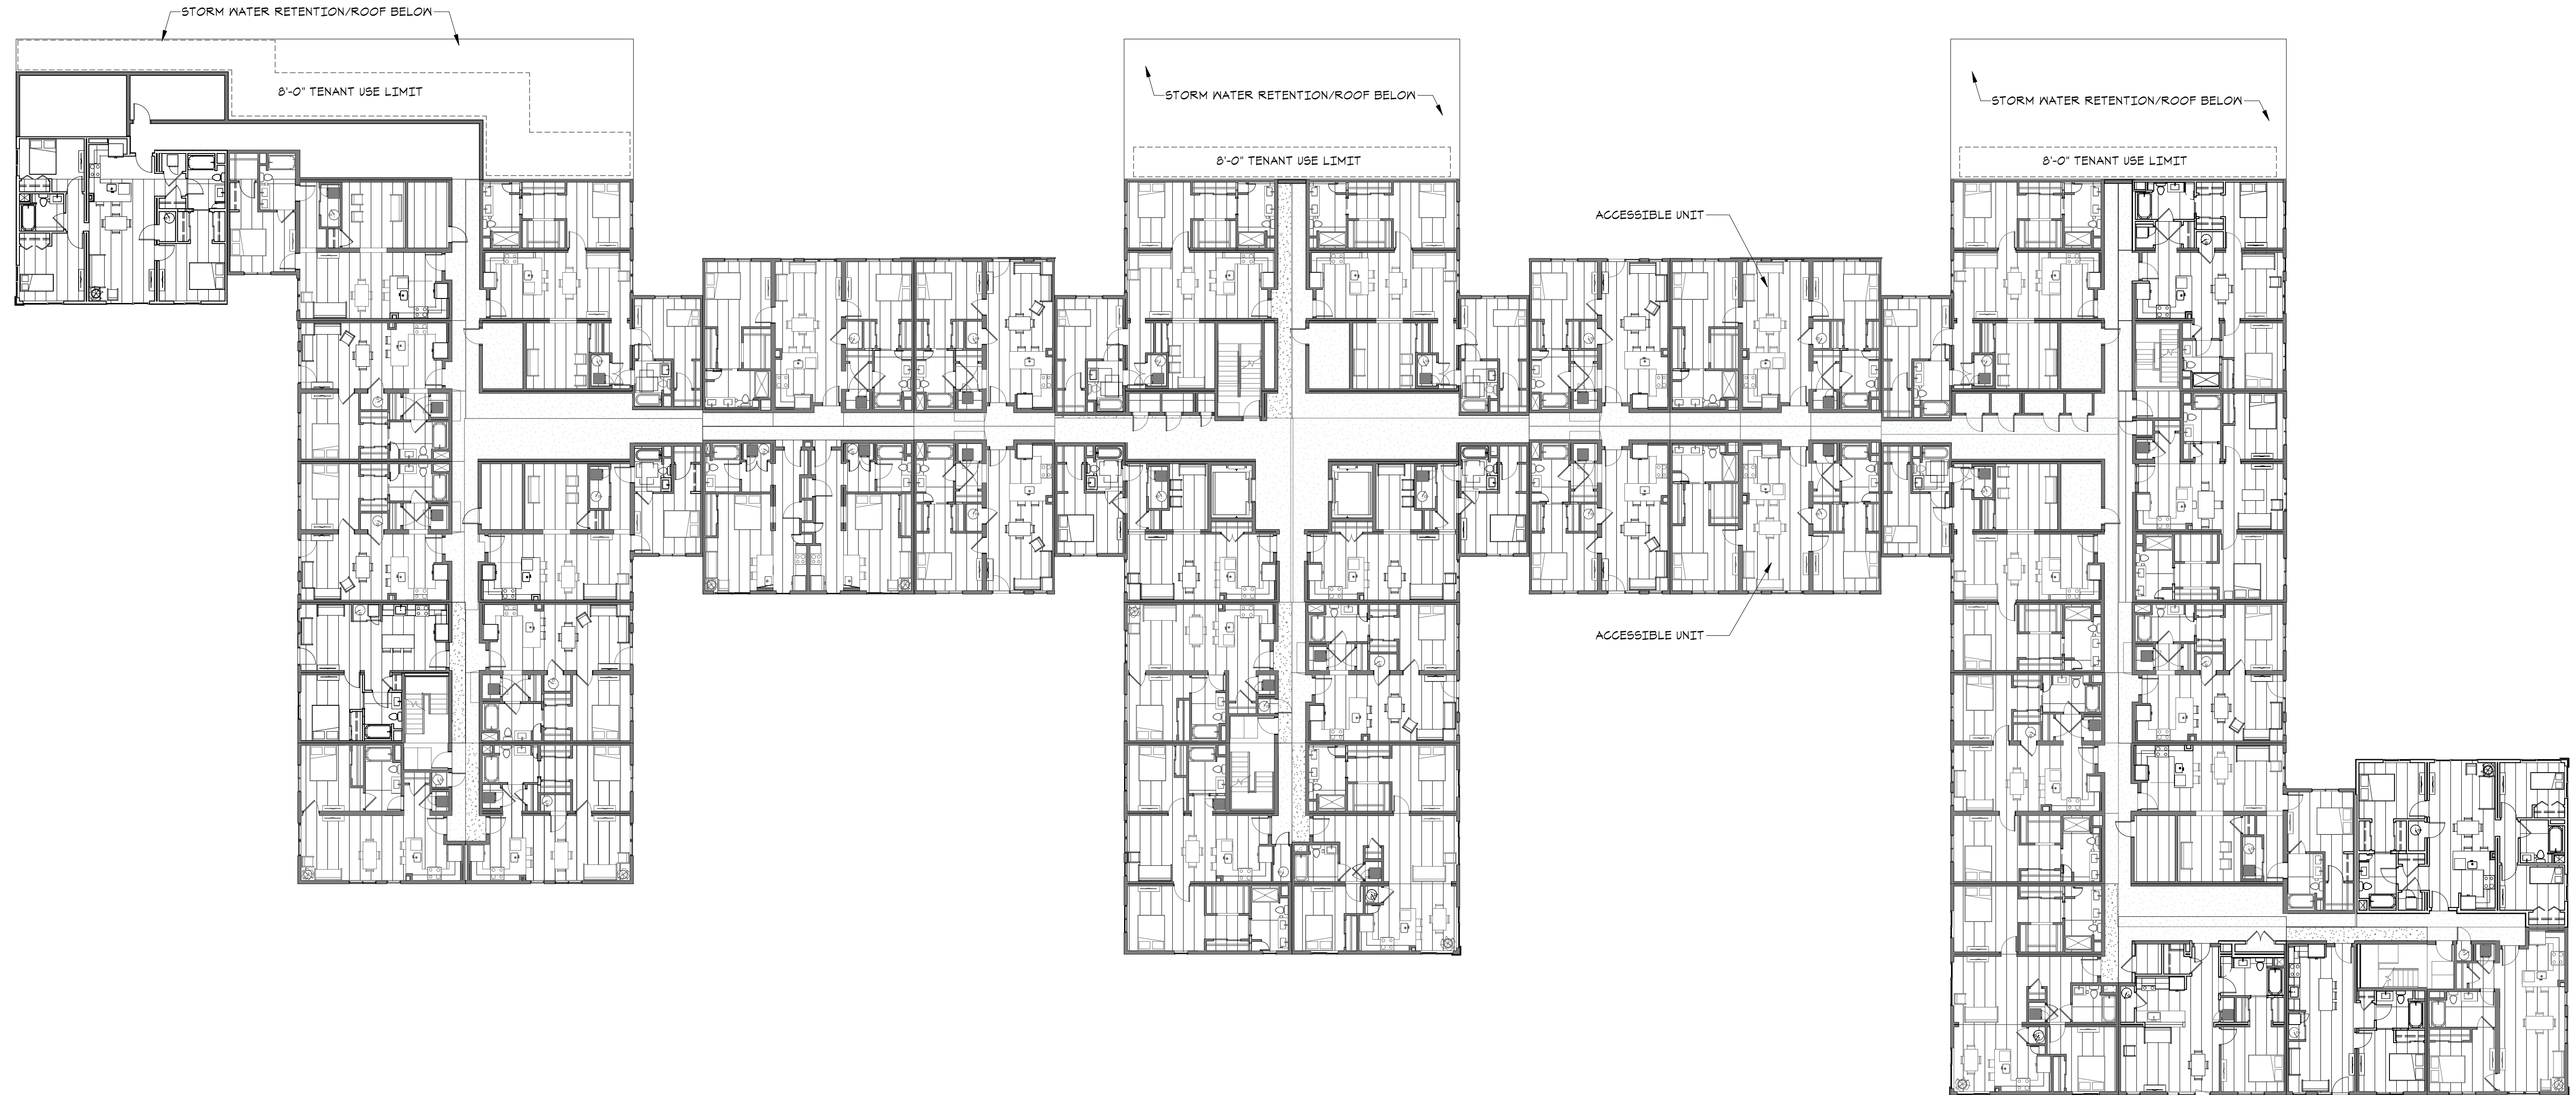 STORM WATER RETENTION/ROOF BELOW
8'-0" TENANT USE LIMIT
STORM WATER RETENTION/ROOF BELOW
STORM WATER RETENTION/ROOF BELOW
8'-0" TENANT USE LIMIT
8'-0" TENANT USE LIMIT
ACCESSIBLE UNIT
ACCESSIBLE UNIT